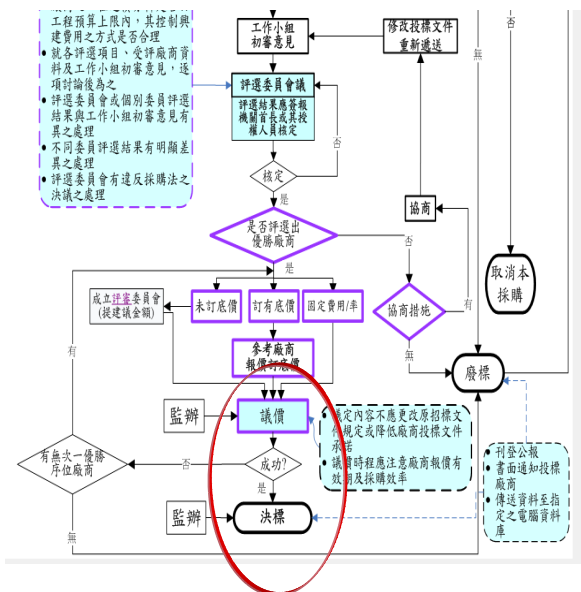 工程預算上限內，其控制興
建費用之方式是否合理
就各評選項目、受評廠商資
料及工作小組初審意見，逐
項討論後為之
評選委員會或個別委員評選
結果與工作小組初審意見有
異之處理
不同委員評選結果有明顯差
異之處理
評選委員會有違反採購法之
決議之處理
工作小組
初審意見
修改投標文件
重新遞送
無
否
評選委員會議
評選結果應簽報
機關首長或其授
權人員核定
否
核定
是
協商
是否評選出
優勝廠商
否
是
取消本
採購
成立評審委員會
(提建議金額)
未訂底價
訂有底價
固定費用/率
協商措施
有
無
有
參考廠商
報價訂底價
廢標
監辦
議價
議定內容不應更改原招標文
件規定或降低廠商投標文件
承諾
議價時程應注意廠商報價有
效期及採購效率
刊登公報
書面通知投標
廠商
傳送資料至指
定之電腦資料
庫
有無次一優勝
序位廠商
否
成功?
是
監辦
決標
無